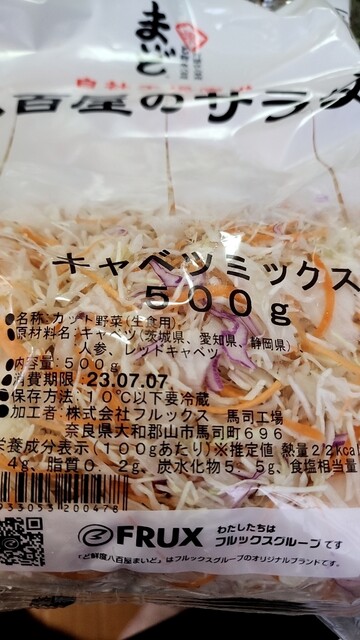 まいど
百屋のサラダ
キャベツミックス
500g
●名称:カット野菜(生食用)
●原材料名:キャベツ(茨城県、愛知県、静岡県)
人参、レッドキャベツ
●内容量:500g
●消費期限 23.07.07
●保存方法:10℃以下要冷蔵
●加工者:株式会社フルックス 馬司工場
奈良県大和郡山市馬司町696
栄養成分表示(100gあたり)※推定値 熱量22kcal
4g、脂質0.2g、炭水化物5.5g、食塩相当量
933053200478
FRUX わたしたちは
フルックスグループです
『ど鮮度八百屋まいど』はフルックスグループのオリジナルブランドです。